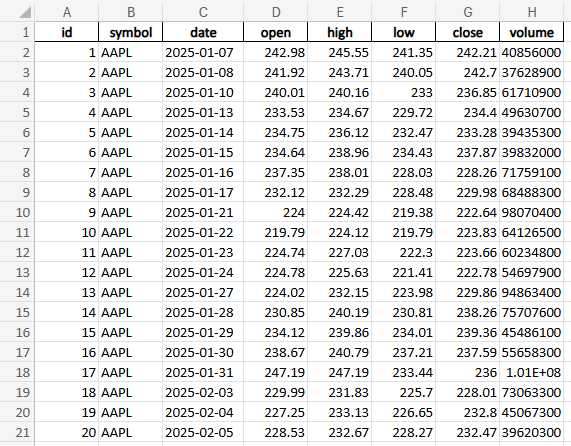 A B C D E F G H
1 id symbol date open high low close volume
2 1 AAPL 2025-01-07 242.98 245.55 241.35 242.21 40856000
3 2 AAPL 2025-01-08 241.92 243.71 240.05 242.7 37628900
4 3 AAPL 2025-01-10 240.01 240.16 233 236.85 61710900
5 4 AAPL 2025-01-13 233.53 234.67 229.72 234.4 49630700
6 5 AAPL 2025-01-14 234.75 236.12 232.47 233.28 39435300
7 6 AAPL 2025-01-15 234.64 238.96 234.43 237.87 39832000
8 7 AAPL 2025-01-16 237.35 238.01 228.03 228.26 71759100
9 8 AAPL 2025-01-17 232.12 232.29 228.48 229.98 68488300
10 9 AAPL 2025-01-21 224 224.42 219.38 222.64 98070400
11 10 AAPL 2025-01-22 219.79 224.12 219.79 223.83 64126500
12 11 AAPL 2025-01-23 224.74 227.03 222.3 223.66 60234800
13 12 AAPL 2025-01-24 224.78 225.63 221.41 222.78 54697900
14 13 AAPL 2025-01-27 224.02 232.15 223.98 229.86 94863400
15 14 AAPL 2025-01-28 230.85 240.19 230.81 238.26 75707600
16 15 AAPL 2025-01-29 234.12 239.86 234.01 239.36 45486100
17 16 AAPL 2025-01-30 238.67 240.79 237.21 237.59 55658300
18 17 AAPL 2025-01-31 247.19 247.19 233.44 236 1.01E+08
19 18 AAPL 2025-02-03 229.99 231.83 225.7 228.01 73063300
20 19 AAPL 2025-02-04 227.25 233.13 226.65 232.8 45067300
21 20 AAPL 2025-02-05 228.53 232.67 228.27 232.47 39620300